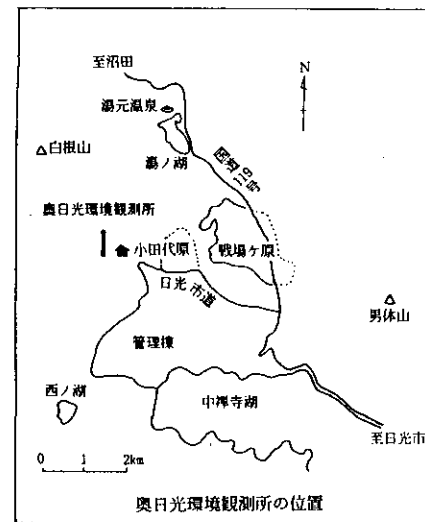 至沼田
N
湯元温泉
白根山
湯ノ湖
国道119号
奥日光環境観測所
小田代原
戦場ケ原
日光市道
男体山
管理棟
西ノ湖
中禅寺湖
至日光市
0 1 2km
奥日光環境観測所の位置